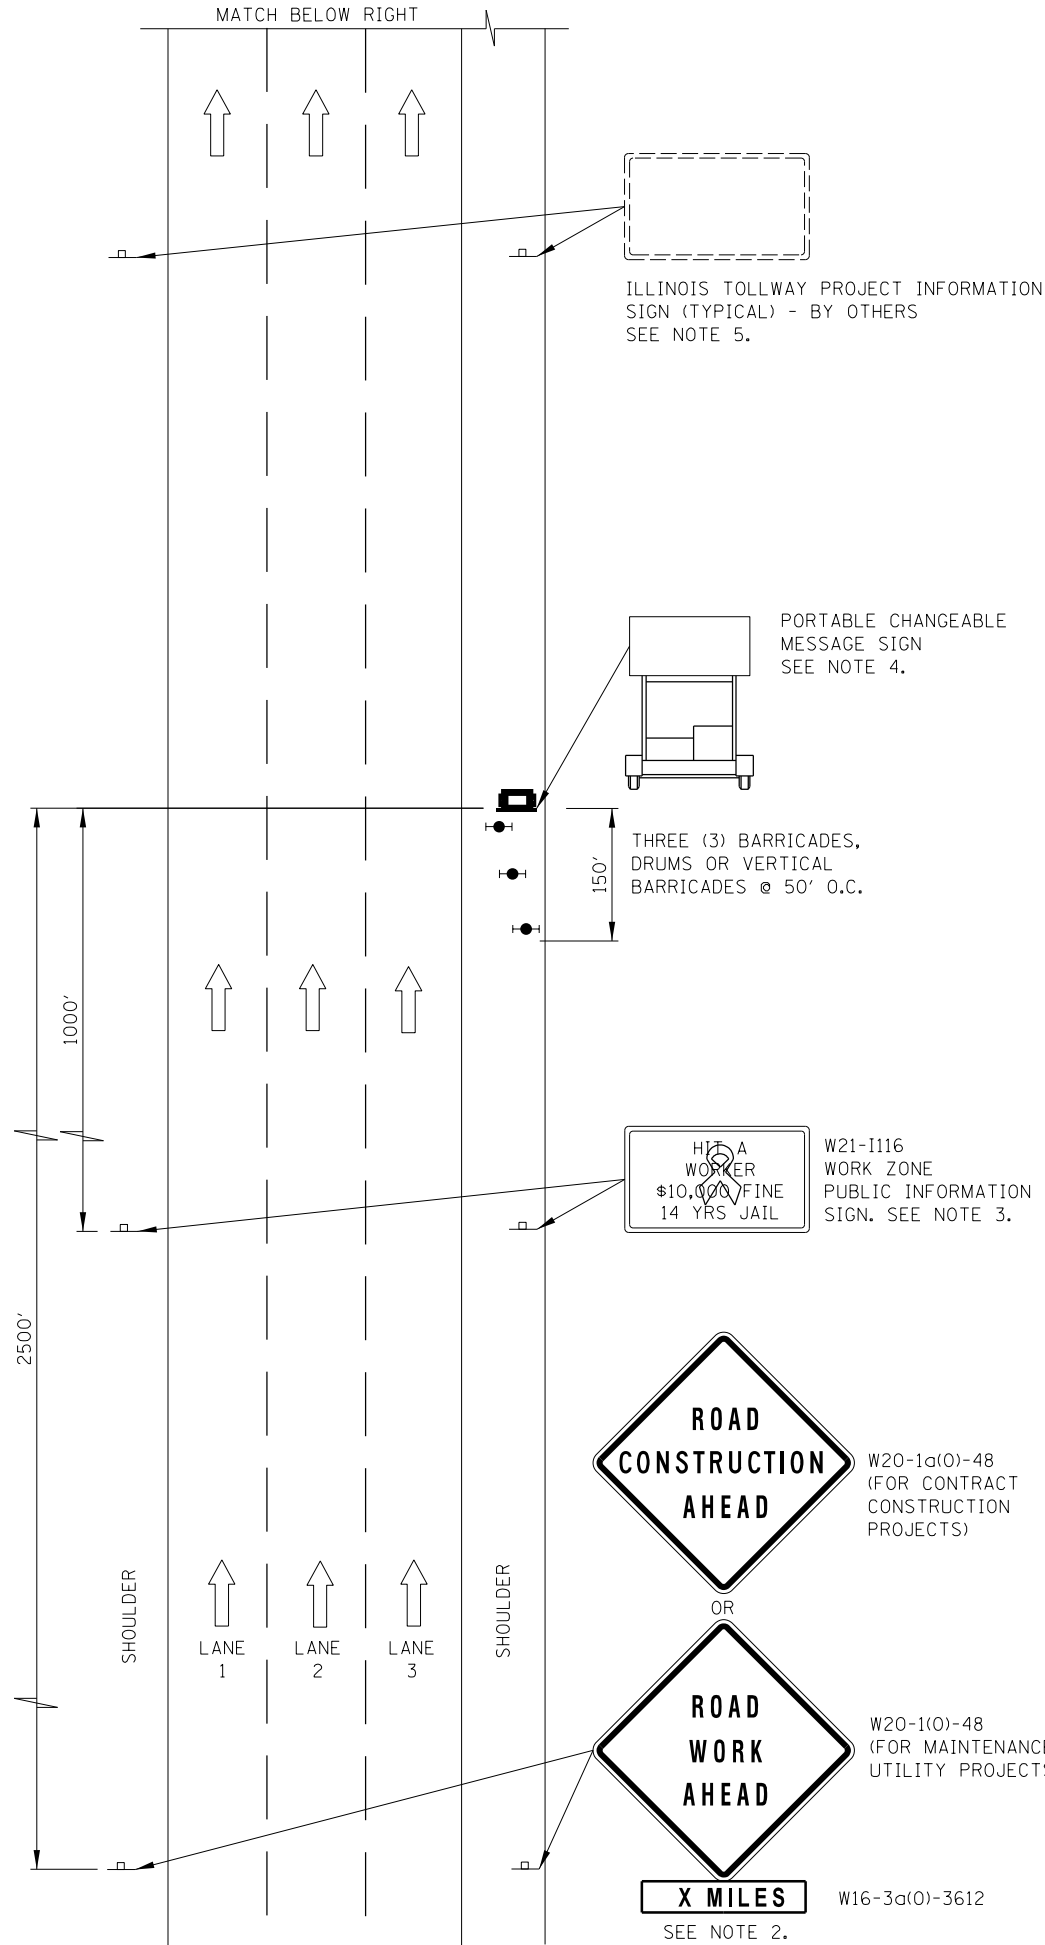 MATCH BELOW RIGHT
ILLINOIS TOLLWAY PROJECT INFORMATION
SIGN (TYPICAL) - BY OTHERS
SEE NOTE 5.
PORTABLE CHANGEABLE
MESSAGE SIGN
SEE NOTE 4.
THREE (3) BARRICADES,
DRUMS OR VERTICAL
BARRICADES @ 50' O.C.
150'
1000'
2500'
HIT A
WORKER
$10,000 FINE
14 YRS JAIL
W21-I116
WORK ZONE
PUBLIC INFORMATION
SIGN. SEE NOTE 3.
ROAD
CONSTRUCTION
AHEAD
W20-1a(O)-48
(FOR CONTRACT
CONSTRUCTION
PROJECTS)
OR
SHOULDER
LANE
1
LANE
2
LANE
3
SHOULDER
ROAD
WORK
AHEAD
W20-1(O)-48
(FOR MAINTENANCE
UTILITY PROJECTS
X MILES
W16-3a(O)-3612
SEE NOTE 2.